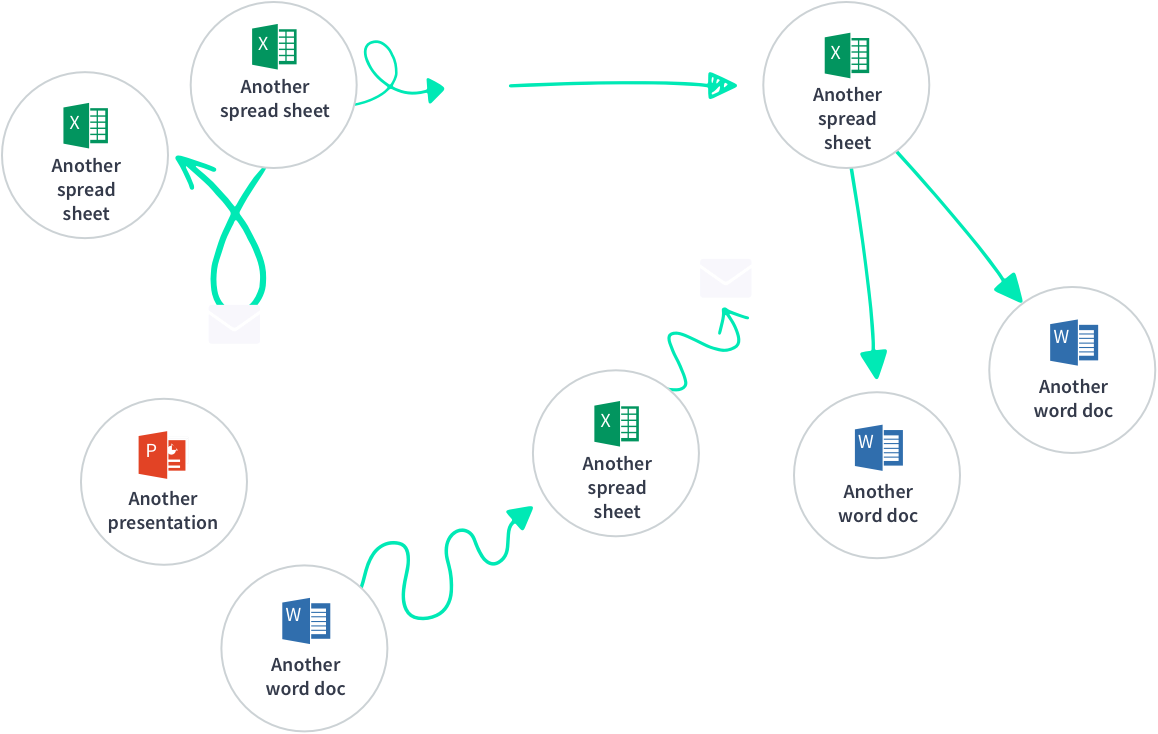 X
Another
spread sheet
X
Another
spread
sheet
X
Another
spread
sheet
W
Another
word doc
X
Another
spread
sheet
P
Another
presentation
W
Another
word doc
W
Another
word doc